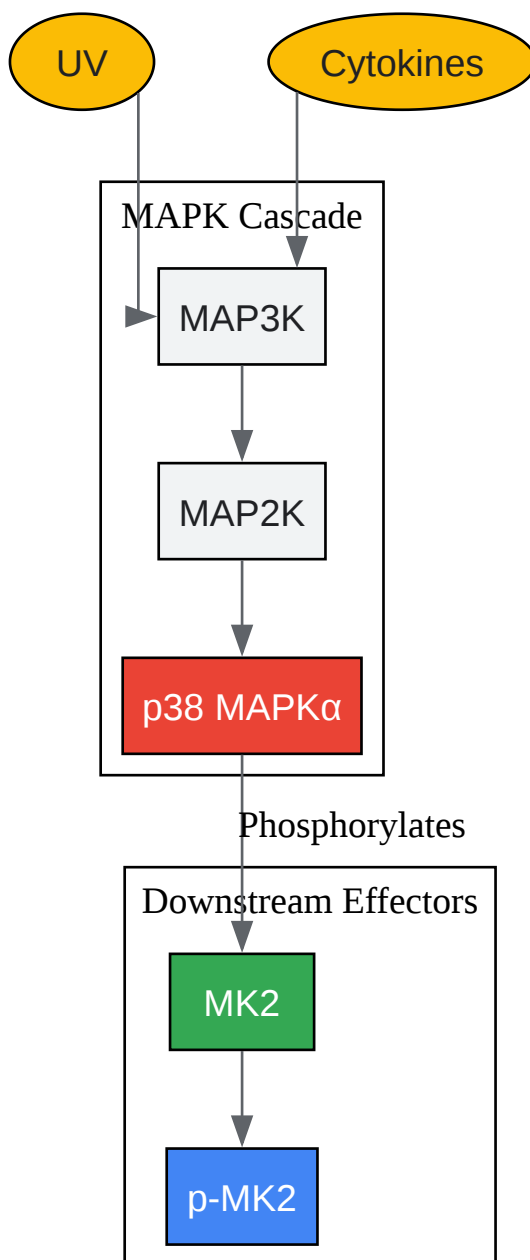 UV
Cytokines
MAPK Cascade
MAP3K
MAP2K
p38 MAPKα
Phosphorylates
Downstream Effectors
MK2
p-MK2